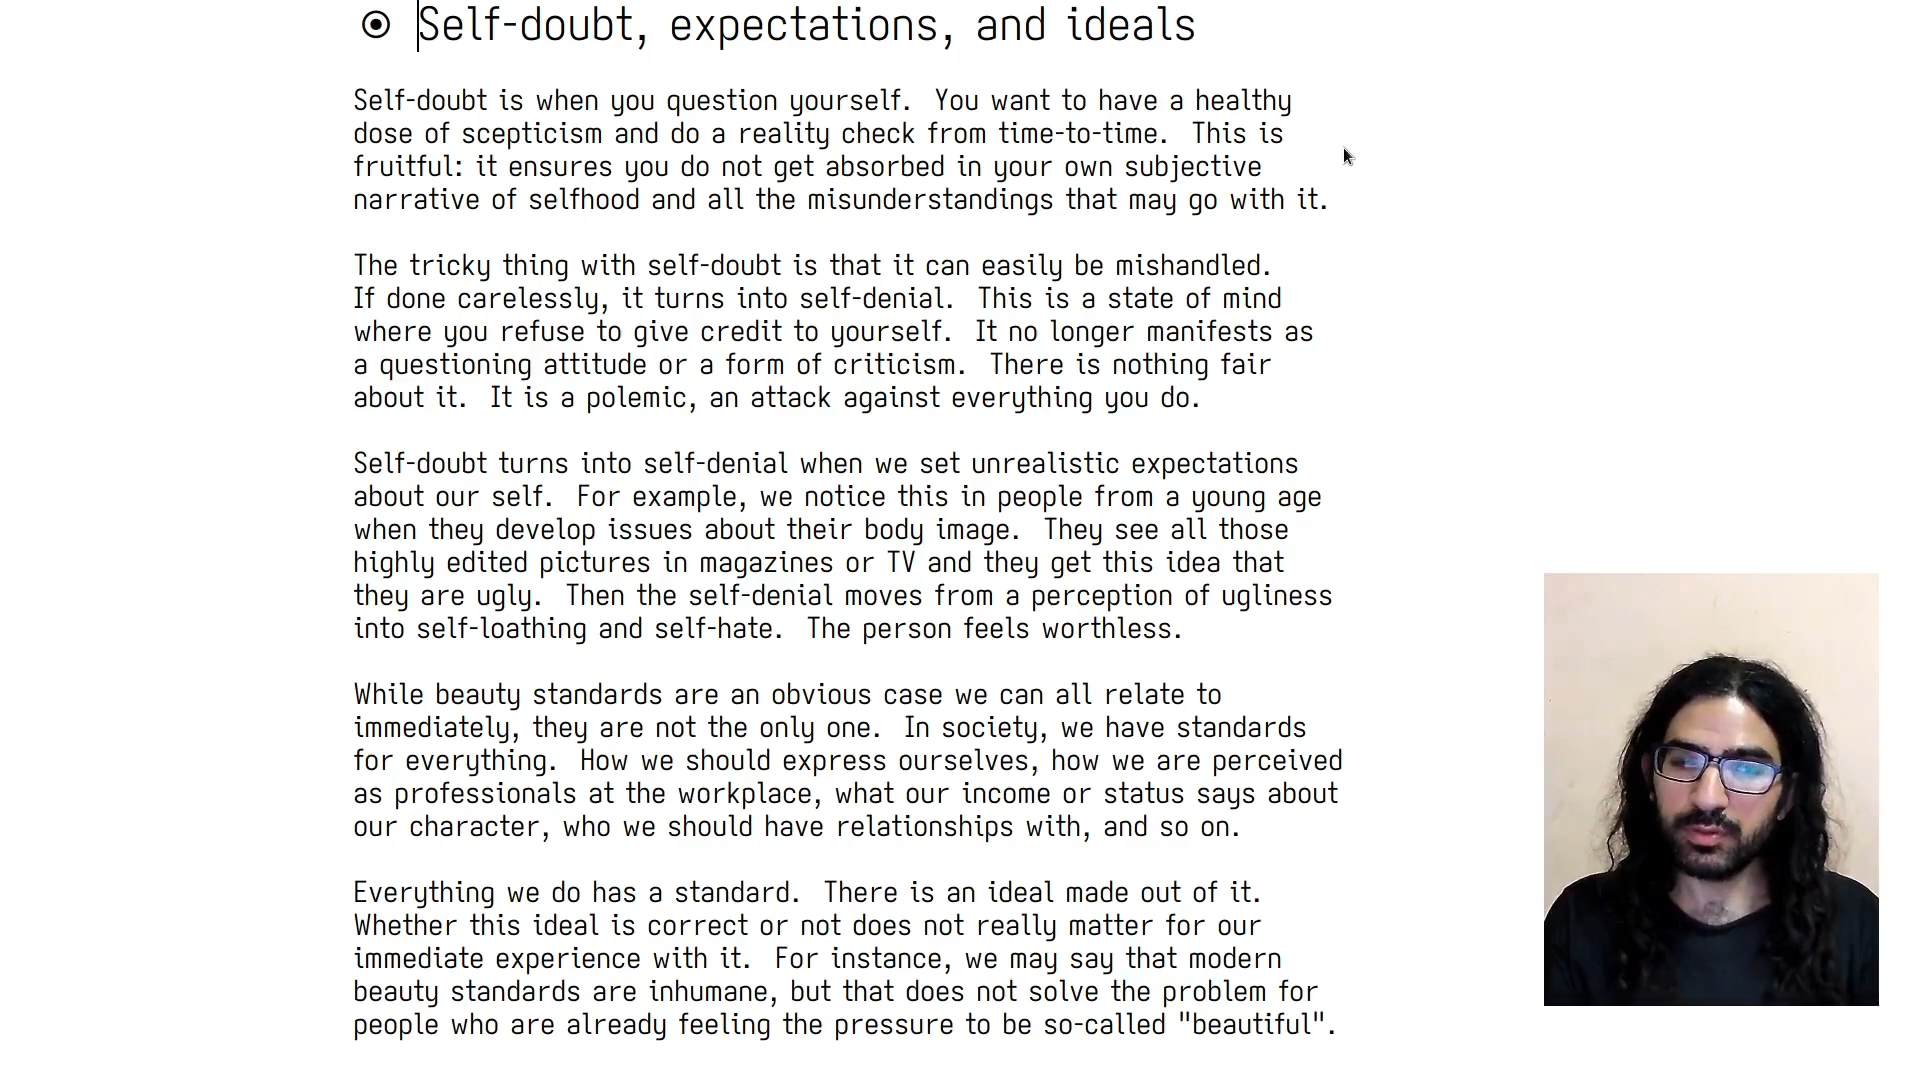 Self-doubt, expectations, and ideals
Self-doubt is when you question yourself.  You want to have a healthy
dose of scepticism and do a reality check from time-to-time.  This is
fruitful: it ensures you do not get absorbed in your own subjective
narrative of selfhood and all the misunderstandings that may go with it.
The tricky thing with self-doubt is that it can easily be mishandled.
If done carelessly, it turns into self-denial.  This is a state of mind
where you refuse to give credit to yourself.  It no longer manifests as
a questioning attitude or a form of criticism.  There is nothing fair
about it.  It is a polemic, an attack against everything you do.
Self-doubt turns into self-denial when we set unrealistic expectations
about our self.  For example, we notice this in people from a young age
when they develop issues about their body image.  They see all those
highly edited pictures in magazines or TV and they get this idea that
they are ugly.  Then the self-denial moves from a perception of ugliness
into self-loathing and self-hate.  The person feels worthless.
While beauty standards are an obvious case we can all relate to
immediately, they are not the only one.  In society, we have standards
for everything.  How we should express ourselves, how we are perceived
as professionals at the workplace, what our income or status says about
our character, who we should have relationships with, and so on.
Everything we do has a standard.  There is an ideal made out of it.
Whether this ideal is correct or not does not really matter for our
immediate experience with it.  For instance, we may say that modern
beauty standards are inhumane, but that does not solve the problem for
people who are already feeling the pressure to be so-called "beautiful".